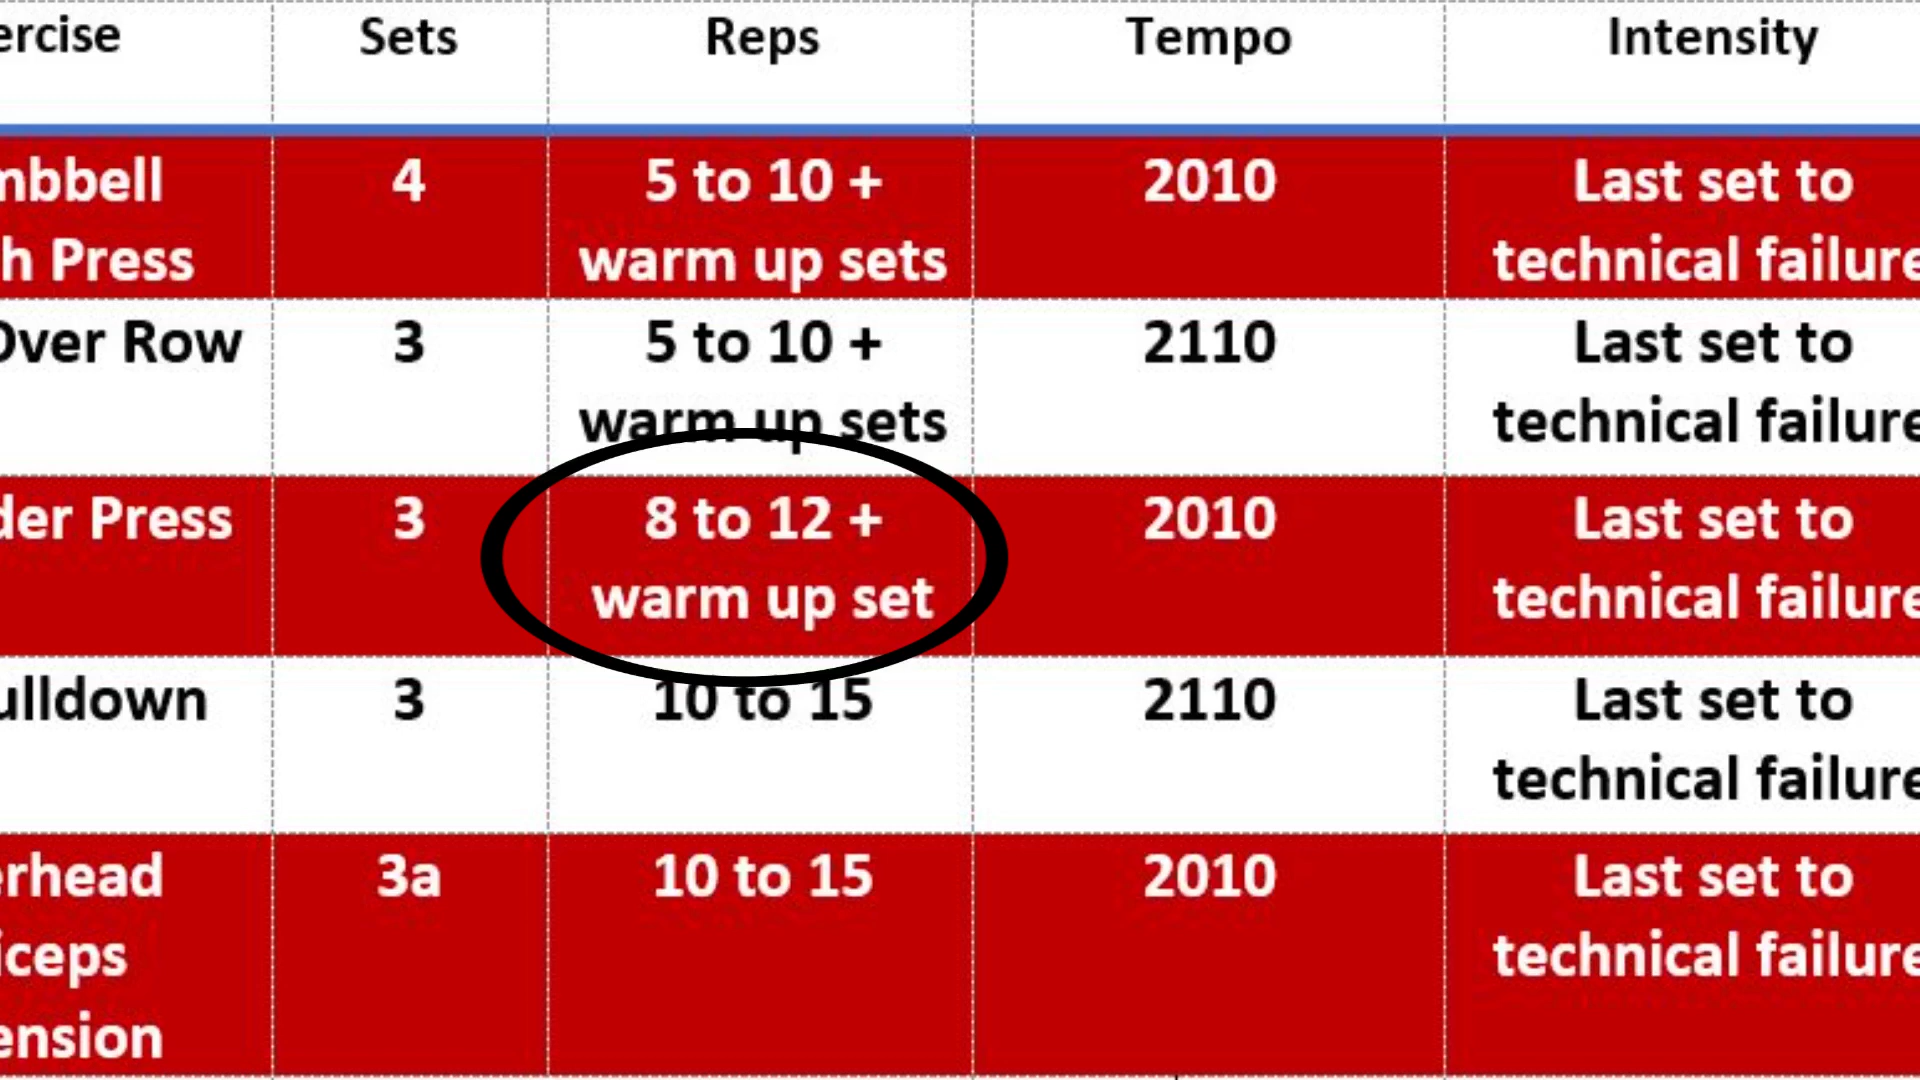 ercise Sets Reps Tempo Intensity
mbbell 4 5 to 10 + 2010 Last set to
h Press warm up sets technical failure
Over Row 3 5 to 10 + 2110 Last set to
warm up sets technical failure
der Press 3 8 to 12 + 2010 Last set to
warm up set technical failure
ulldown 3 10 to 15 2110 Last set to
technical failure
erhead 3a 10 to 15 2010 Last set to
iceps technical failure
ension